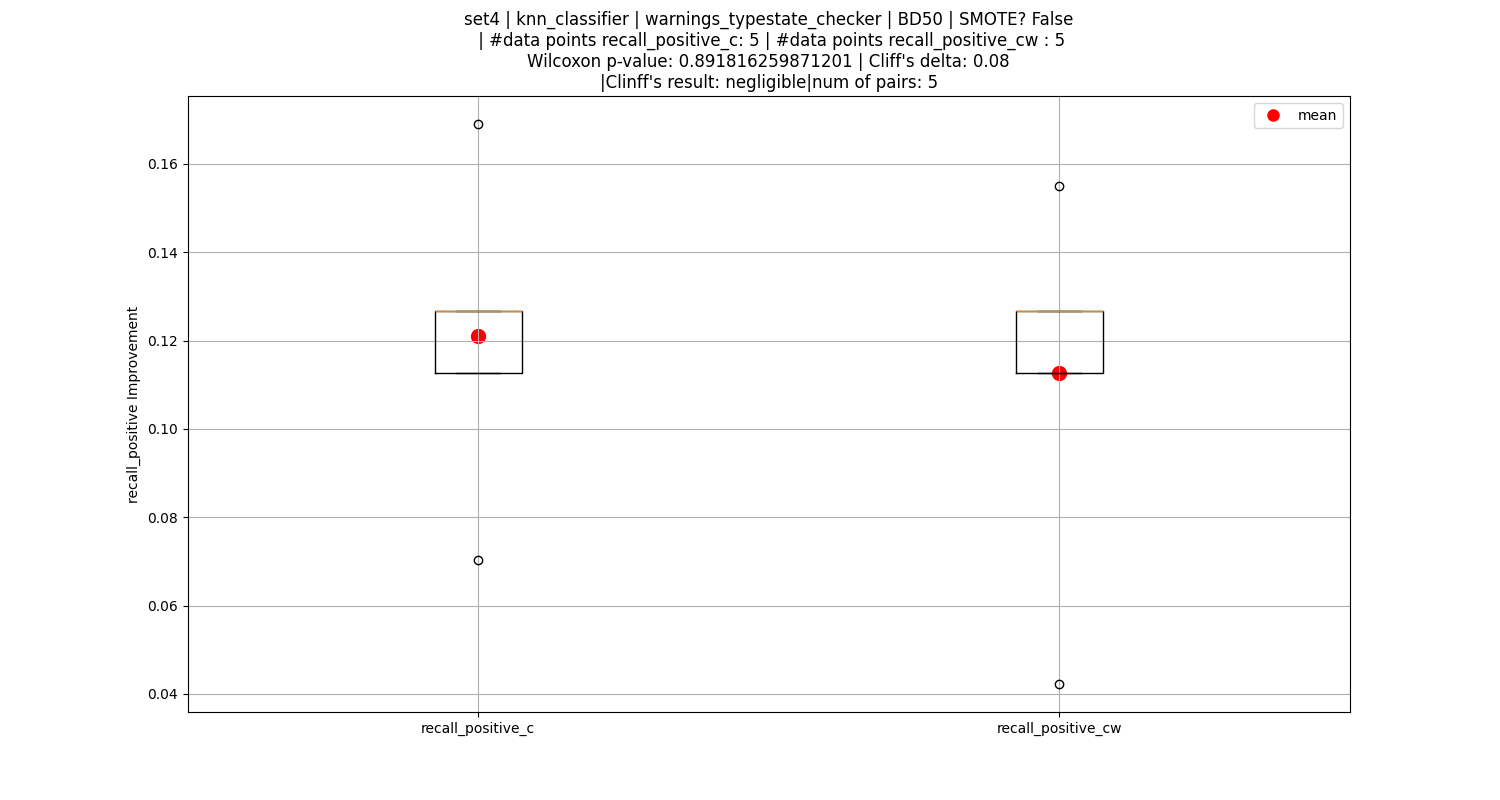 set4 | knn_classifier | warnings_typestate_checker | BD50 | SMOTE? False
| #data points recall_positive_c: 5 | #data points recall_positive_cw : 5
Wilcoxon p-value: 0.891816259871201 | Cliff's delta: 0.08
|Clinff's result: negligible|num of pairs: 5
mean
0.16
0.14
0.12
0.10
0.08
0.06
0.04
recall_positive Improvement
recall_positive_c
recall_positive_cw